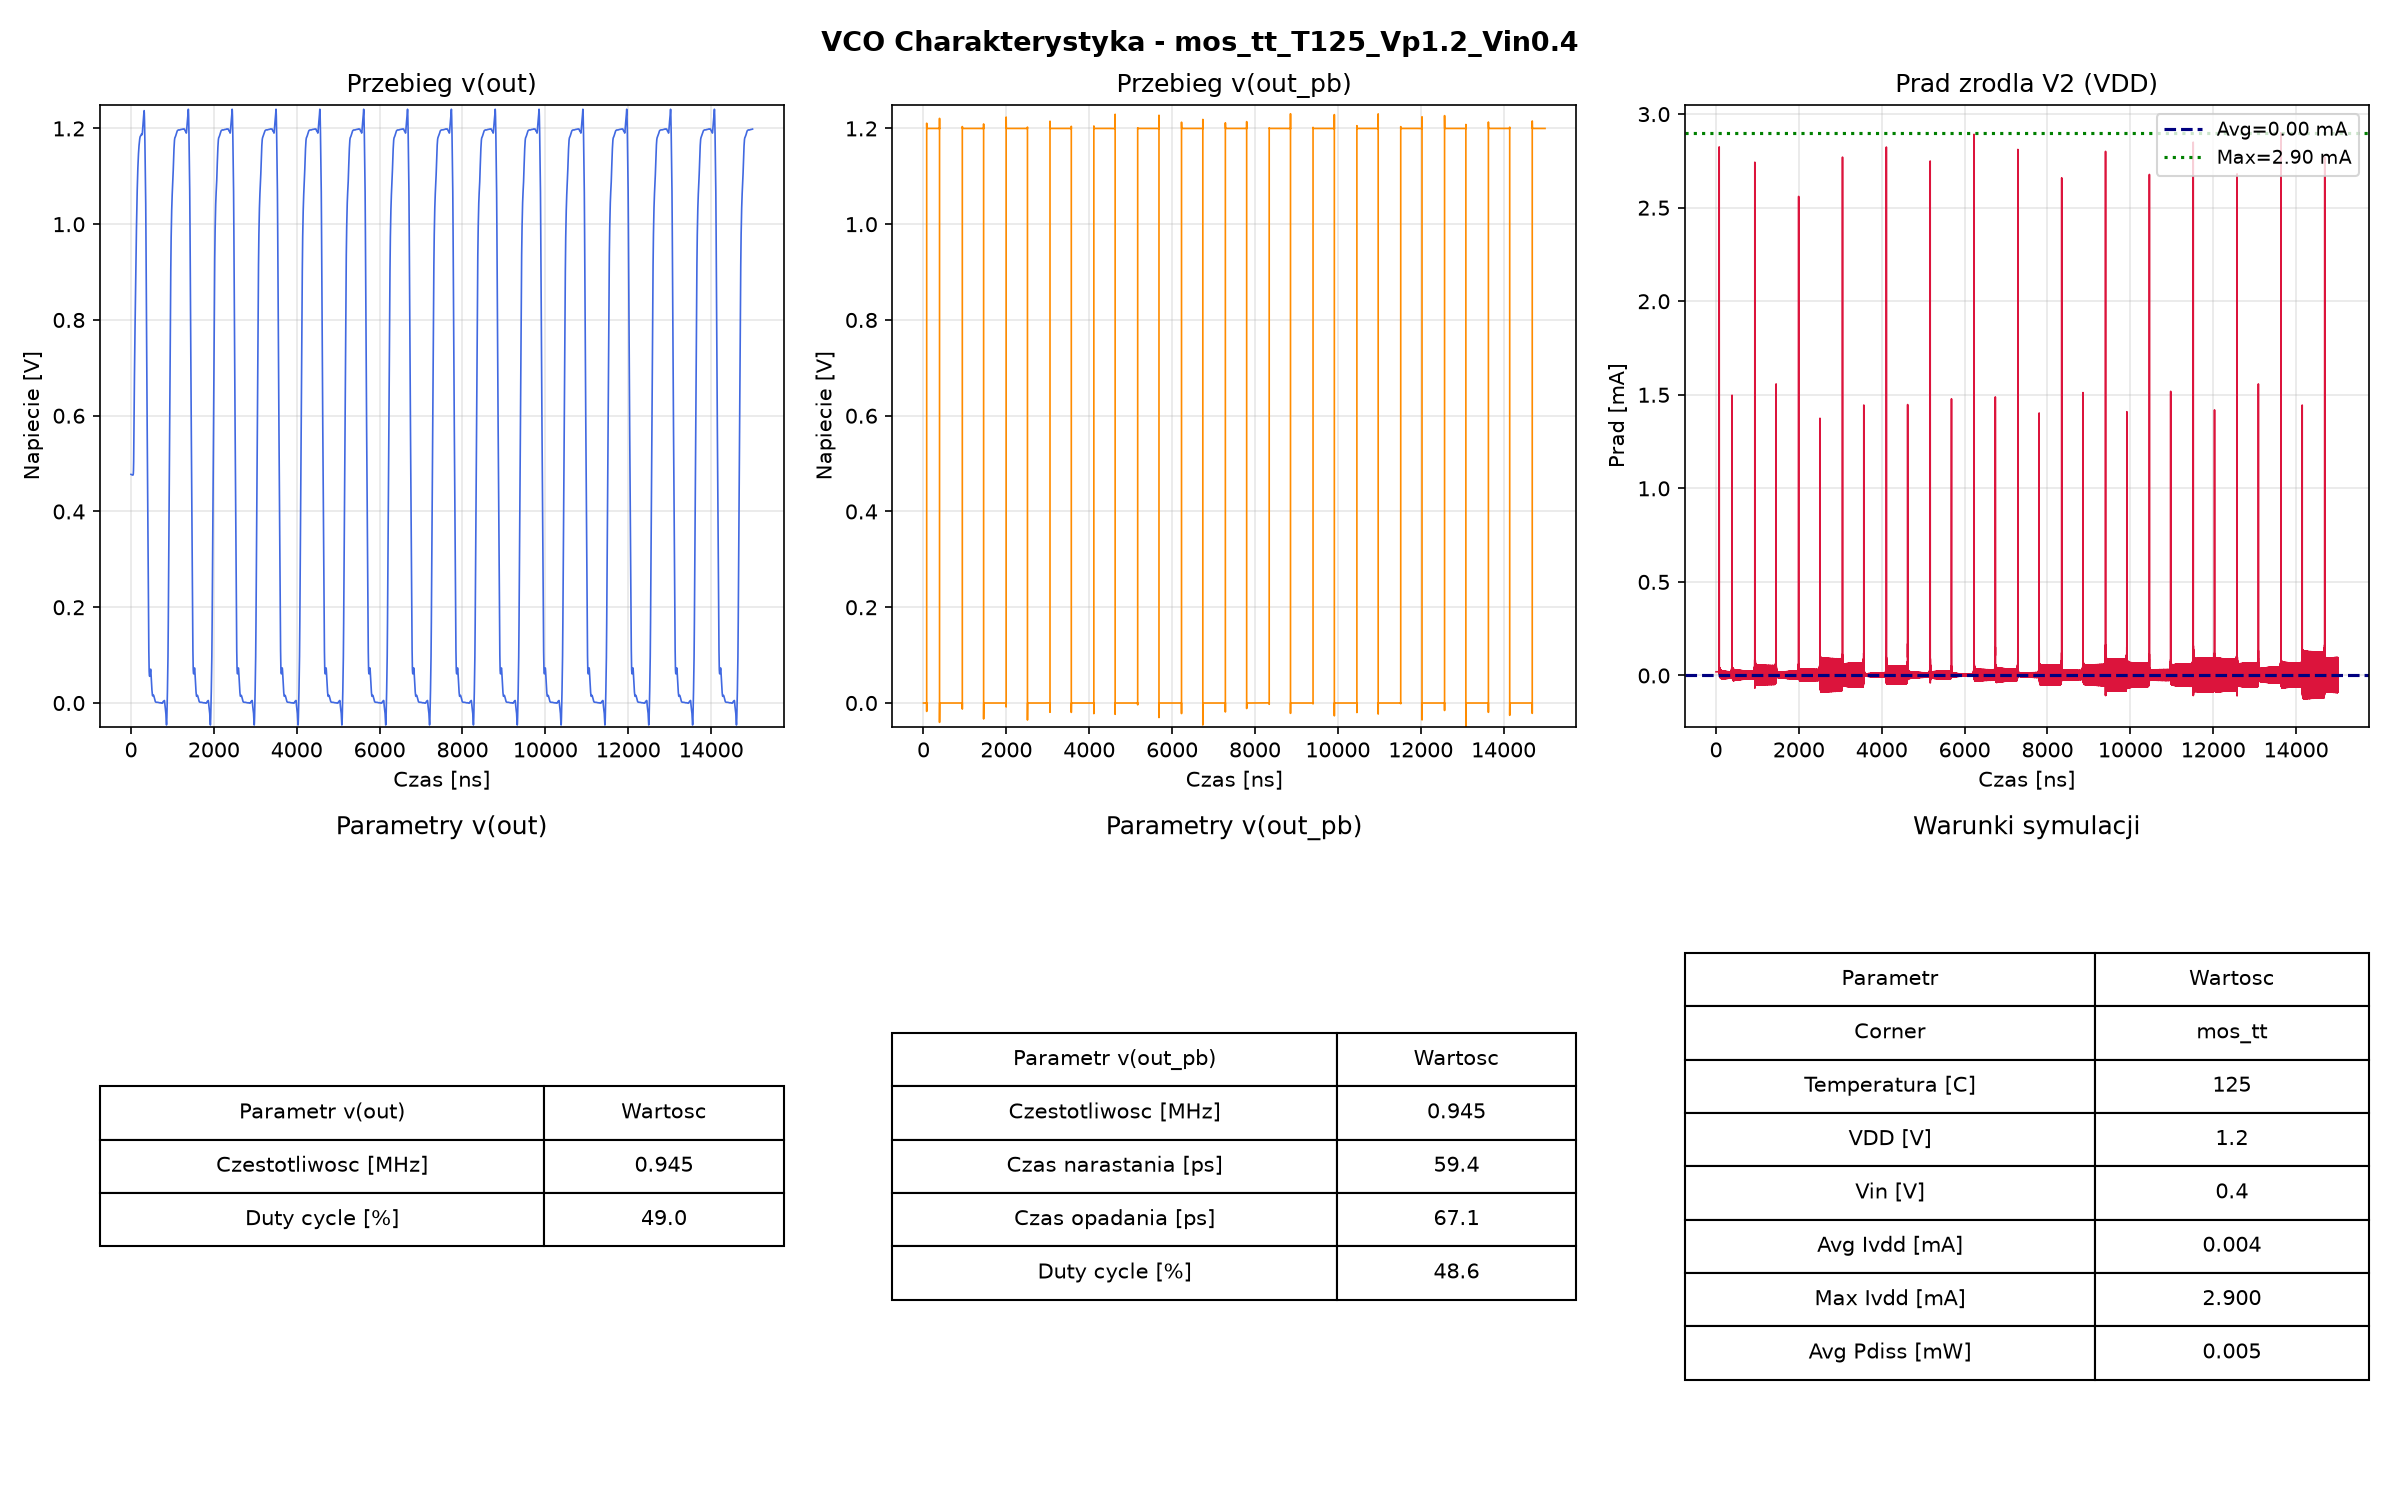 VCO Charakterystyka - mos_tt_T125_Vp1.2_Vin0.4
Przebieg v(out)
Napiecie [V]
1.2
1.0
0.8
0.6
0.4
0.2
0.0
0 2000 4000 6000 8000 10000 12000 14000
Czas [ns]
Przebieg v(out_pb)
Napiecie [V]
1.2
1.0
0.8
0.6
0.4
0.2
0.0
0 2000 4000 6000 8000 10000 12000 14000
Czas [ns]
Prad zrodla V2 (VDD)
Prad [mA]
3.0
2.5
2.0
1.5
1.0
0.5
0.0
Avg=0.00 mA
Max=2.90 mA
0 2000 4000 6000 8000 10000 12000 14000
Czas [ns]
Parametry v(out)
Parametr v(out) Wartosc
Czestotliwosc [MHz] 0.945
Duty cycle [%] 49.0
Parametry v(out_pb)
Parametr v(out_pb) Wartosc
Czestotliwosc [MHz] 0.945
Czas narastania [ps] 59.4
Czas opadania [ps] 67.1
Duty cycle [%] 48.6
Warunki symulacji
Parametr Wartosc
Corner mos_tt
Temperatura [C] 125
VDD [V] 1.2
Vin [V] 0.4
Avg Ivdd [mA] 0.004
Max Ivdd [mA] 2.900
Avg Pdiss [mW] 0.005